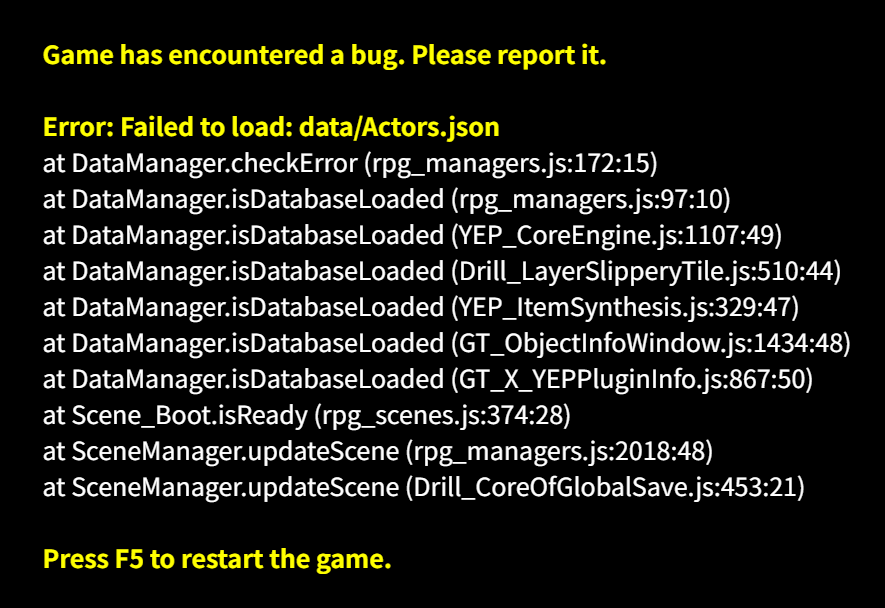 Game has encountered a bug. Please report it.
Error: Failed to load: data/Actors.json
at DataManager.checkError (rpg_managers.js:172:15)
at DataManager.isDatabaseLoaded (rpg_managers.js:97:10)
at DataManager.isDatabaseLoaded (YEP_CoreEngine.js:1107:49)
at DataManager.isDatabaseLoaded (Drill_LayerSlipperyTile.js:510:44)
at DataManager.isDatabaseLoaded (YEP_ItemSynthesis.js:329:47)
at DataManager.isDatabaseLoaded (GT_ObjectInfoWindow.js:1434:48)
at DataManager.isDatabaseLoaded (GT_X_YEPPluginInfo.js:867:50)
at Scene_Boot.isReady (rpg_scenes.js:374:28)
at SceneManager.updateScene (rpg_managers.js:2018:48)
at SceneManager.updateScene (Drill_CoreOfGlobalSave.js:453:21)
Press F5 to restart the game.